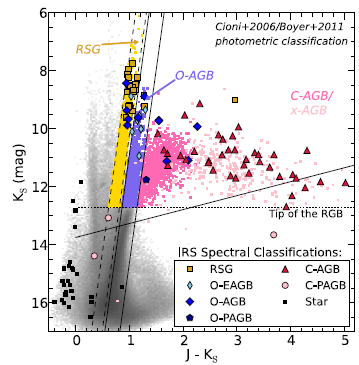 Cioni+2006/Boyer+2011
photometric classification
RSG
O-AGB
C-AGB/
x-AGB
Tip of the RGB
IRS Spectral Classifications:
RSG
O-EAGB
O-AGB
O-PAGB
C-AGB
C-PAGB
Star
6
8
10
12
14
16
K_S (mag)
0
1
2
3
4
5
J - K_S